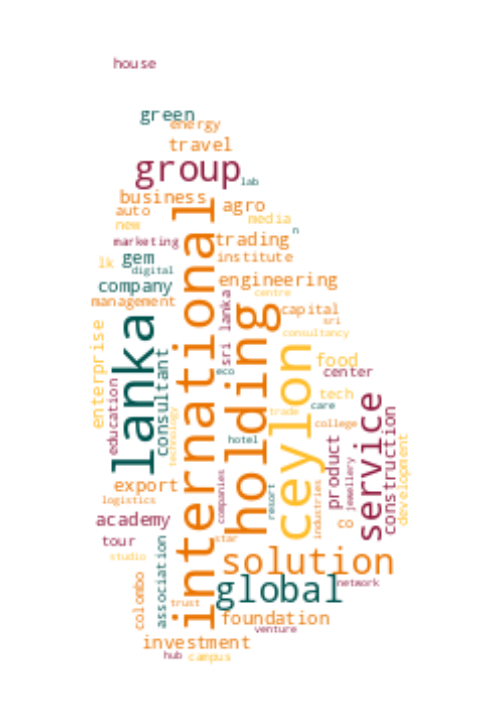 house
green
energy
travel
group
lab
business
agro
auto
media
new
n
marketing
trading
gem
institute
lk
digital
company
engineering
centre
management
capital
international
lanka
holding
ceylon
sri lanka
sri
consultancy
enterprise
consultant
food
eco
center
education
tech
care
service
technology
trade
college
construction
development
hotel
product
jewellery
export
companies
resort
industries
logistics
academy
co
tour
star
studio
solution
association
global
network
colombo
trust
foundation
venture
investment
hub
campus